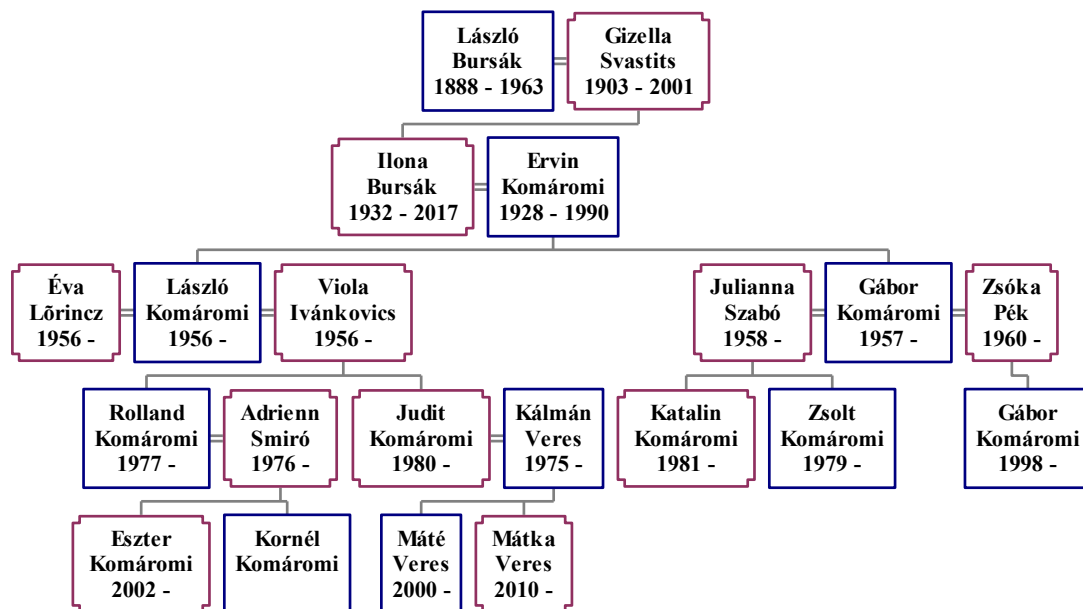 László
Bursák
1888 - 1963
Gizella
Svastits
1903 - 2001
Ilona
Bursák
1932 - 2017
Ervin
Komáromi
1928 - 1990
Éva
Lõrincz
1956 -
László
Komáromi
1956 -
Viola
Ivánkovics
1956 -
Julianna
Szabó
1958 -
Gábor
Komáromi
1957 -
Zsóka
Pék
1960 -
Rolland
Komáromi
1977 -
Adrienn
Smiró
1976 -
Judit
Komáromi
1980 -
Kálmán
Veres
1975 -
Katalin
Komáromi
1981 -
Zsolt
Komáromi
1979 -
Gábor
Komáromi
1998 -
Eszter
Komáromi
2002 -
Kornél
Komáromi
Máté
Veres
2000 -
Mátka
Veres
2010 -